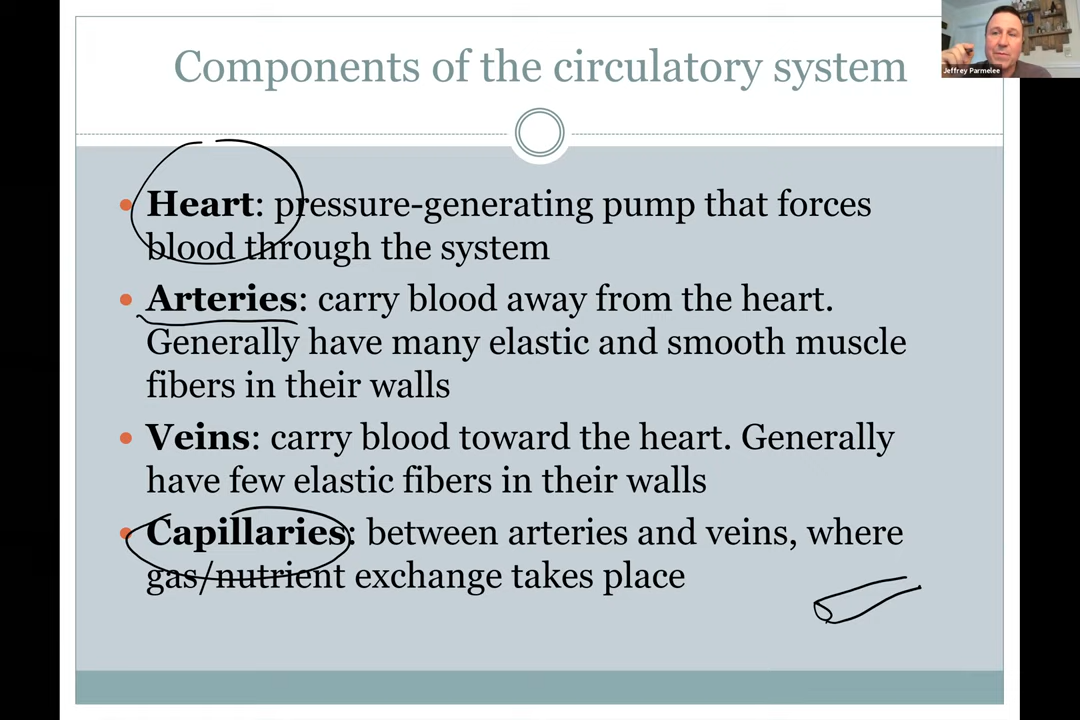 Components of the circulatory system
Jeffrey Parmelee
• Heart: pressure-generating pump that forces
blood through the system
• Arteries: carry blood away from the heart.
Generally have many elastic and smooth muscle
fibers in their walls
• Veins: carry blood toward the heart. Generally
have few elastic fibers in their walls
• Capillaries: between arteries and veins, where
gas/nutrient exchange takes place